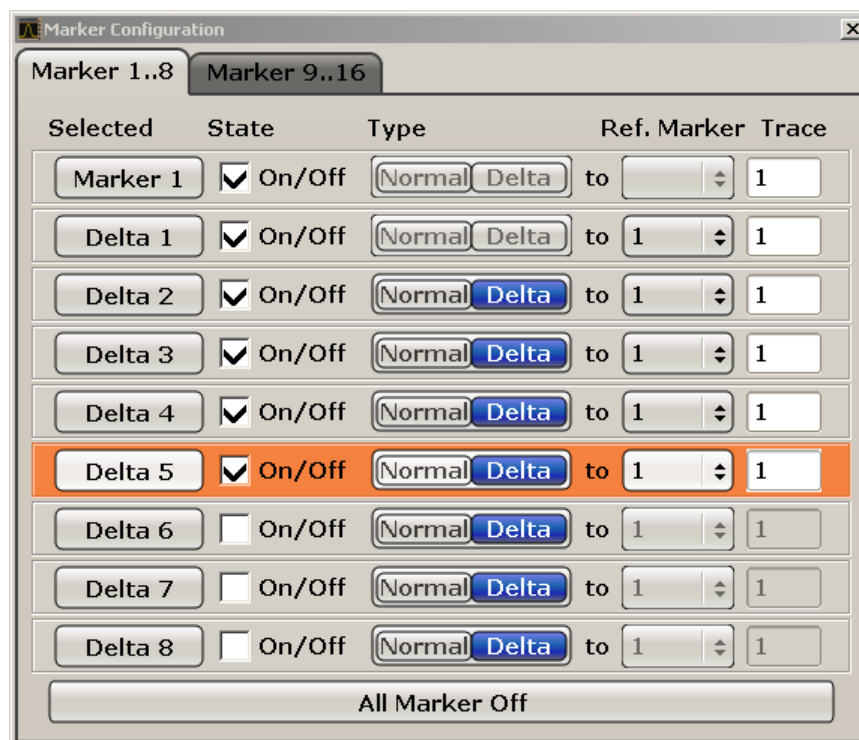 Marker Configuration
Marker 1..8 Marker 9..16
Selected State Type Ref. Marker Trace
Marker 1 On/Off Normal Delta to 1
Delta 1 On/Off Normal Delta to 1 1
Delta 2 On/Off Normal Delta to 1 1
Delta 3 On/Off Normal Delta to 1 1
Delta 4 On/Off Normal Delta to 1 1
Delta 5 On/Off Normal Delta to 1 1
Delta 6 On/Off Normal Delta to 1 1
Delta 7 On/Off Normal Delta to 1 1
Delta 8 On/Off Normal Delta to 1 1
All Marker Off